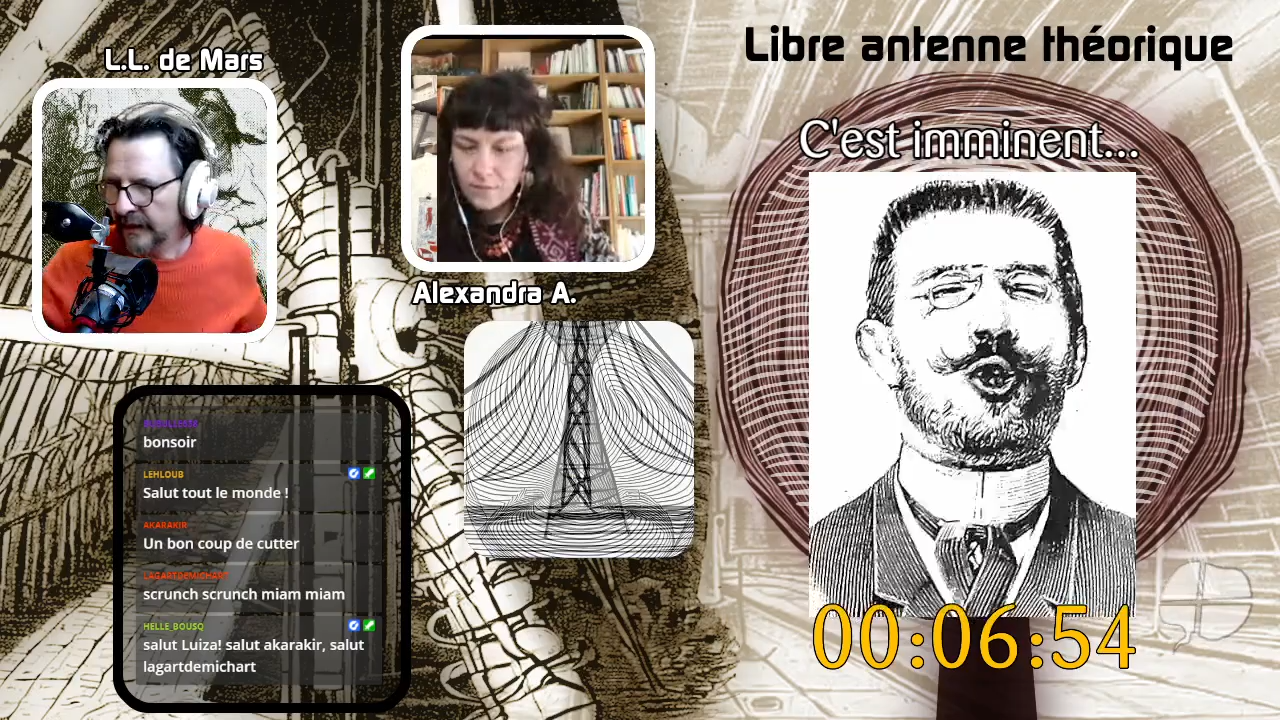 Libre antenne théorique
L.L. de Mars
C'est imminent...
Alexandra A.
bonsoir
LEHLOUB
Salut tout le monde !
AKARAKIR
Un bon coup de cutter
LAGARTDEMICHART
scrunch scrunch miam miam
HELLE_BOUSQ
salut Luiza! salut akarakir, salut
lagartdemichart
00:06:54